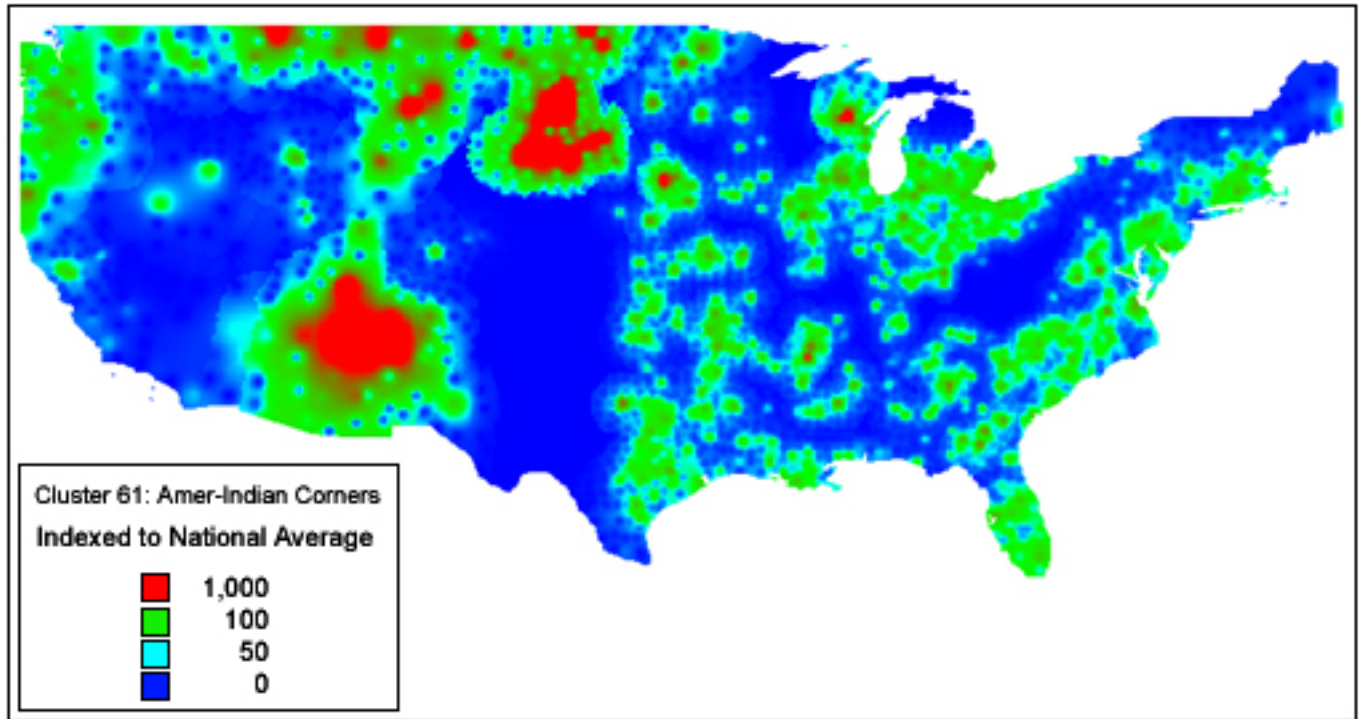 Cluster 61: Amer-Indian Corners
Indexed to National Average
1,000
100
50
0